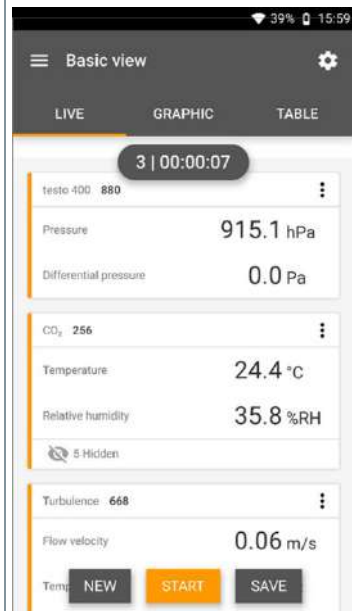 39% 15:59
Basic view
LIVE GRAPHIC TABLE
3 | 00:00:07
testo 400 880
Pressure 915.1 hPa
Differential pressure 0.0 Pa
CO₂ 256
Temperature 24.4 °C
Relative humidity 35.8 %RH
5 Hidden
Turbulence 668
Flow velocity 0.06 m/s
NEW START SAVE